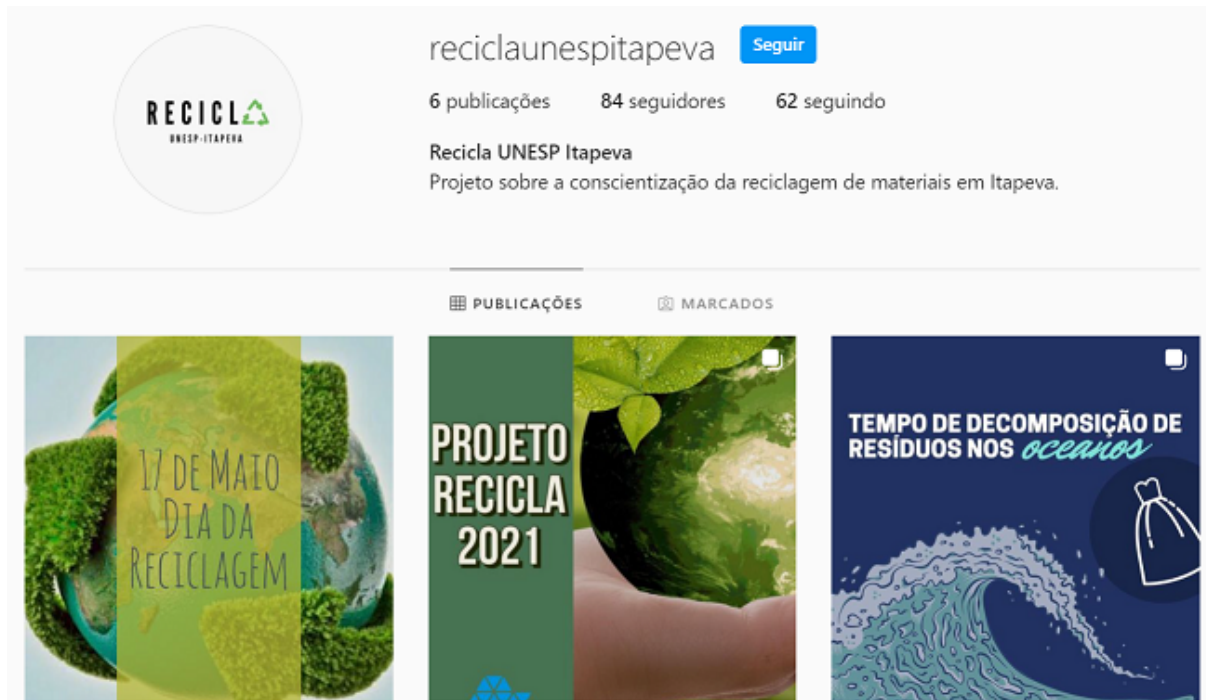 RECICL
UNESP-ITAPEVA
reciclaunespitapeva
Seguir
6 publicações 84 seguidores 62 seguindo
Recicla UNESP Itapeva
Projeto sobre a conscientização da reciclagem de materiais em Itapeva.
PUBLICAÇÕES MARCADOS
17 DE MAIO
DIA DA
RECICLAGEM
PROJETO
RECICLA
2021
TEMPO DE DECOMPOSIÇÃO DE
RESÍDUOS NOS oceanos